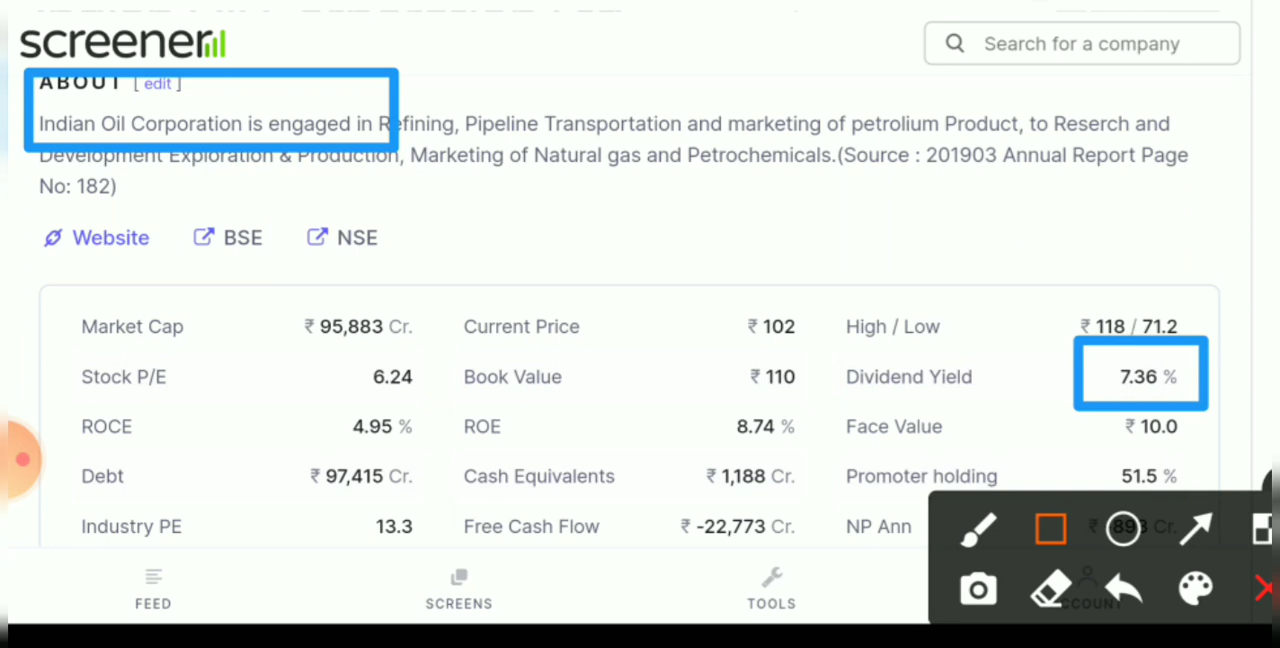 screener
Search for a company
ABOUT [ edit ]
Indian Oil Corporation is engaged in Refining, Pipeline Transportation and marketing of petrolium Product, to Reserch and
Development Exploration & Production, Marketing of Natural gas and Petrochemicals.(Source : 201903 Annual Report Page
No: 182)
Website BSE NSE
Market Cap ₹ 95,883 Cr. Current Price ₹ 102 High / Low ₹ 118 / 71.2
Stock P/E 6.24 Book Value ₹ 110 Dividend Yield 7.36 %
ROCE 4.95 % ROE 8.74 % Face Value ₹ 10.0
Debt ₹ 97,415 Cr. Cash Equivalents ₹ 1,188 Cr. Promoter holding 51.5 %
Industry PE 13.3 Free Cash Flow ₹ -22,773 Cr. NP Ann ₹ Cr.
FEED SCREENS TOOLS